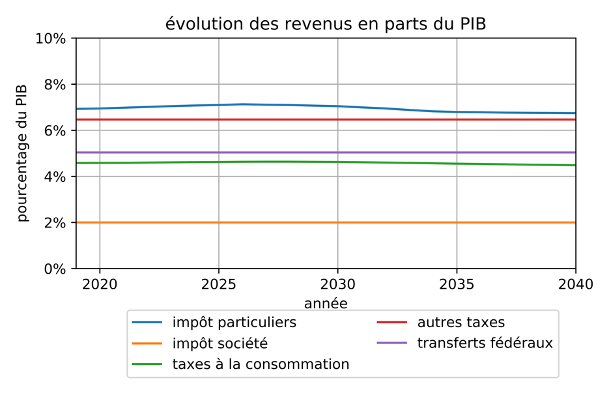 évolution des revenus en parts du PIB
10%
8%
6%
4%
2%
0%
pourcentage du PIB
2020
2025
2030
2035
2040
année
impôt particuliers
impôt société
taxes à la consommation
autres taxes
transferts fédéraux